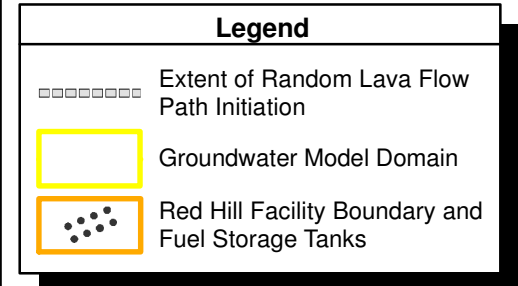 Legend
Extent of Random Lava Flow
Path Initiation
Groundwater Model Domain
Red Hill Facility Boundary and
Fuel Storage Tanks